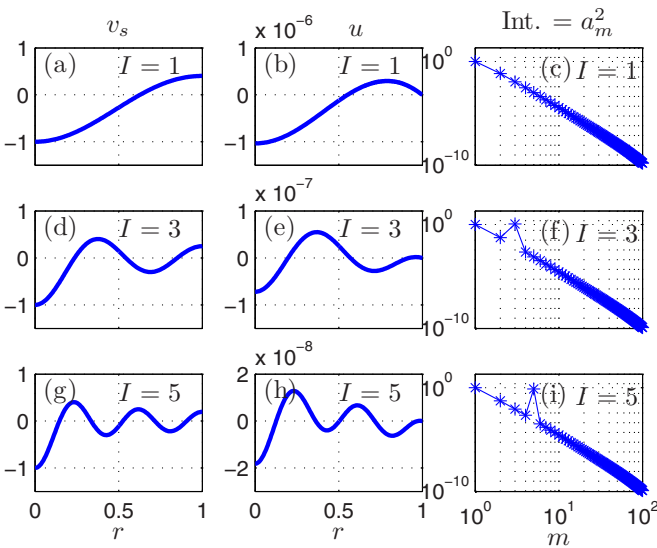 v_s u Int. = a_m^2
x 10^-6
(a) I = 1 (b) I = 1 (c) I = 1
1 1 10^0
0 0
−1 −1
10^-10
x 10^-7
(d) I = 3 (e) I = 3 (f) I = 3
1 1 10^0
0 0
−1 −1
10^-10
x 10^-8
(g) I = 5 (h) I = 5 (i) I = 5
1 2 10^0
0 0
−1 −2
10^-10
0 0.5 1 0 0.5 1 10^0 10^1 10^2
r r m